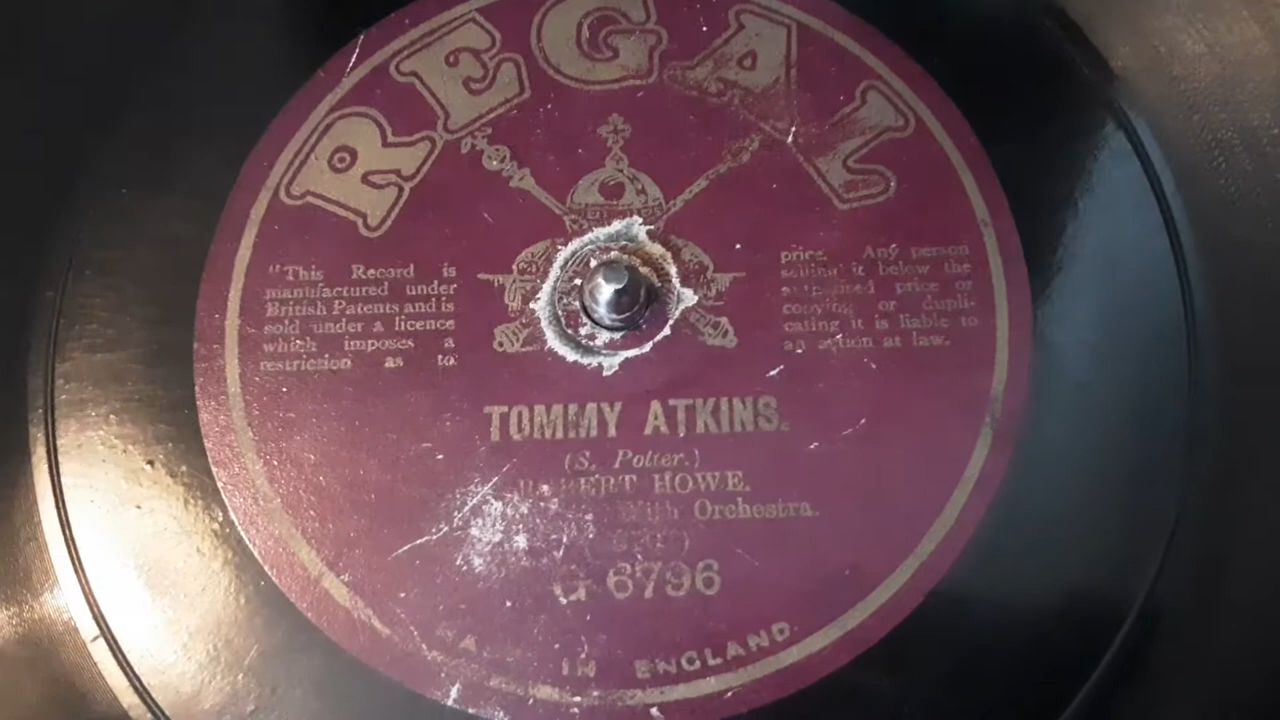 REGAL
"This Record is
manufactured under
British Patents and is
sold under a licence
which imposes a
restriction as to
price. Any person
selling it below the
authorised price or
copying or dupli-
cating it is liable to
an action at law.
TOMMY ATKINS.
(S. Potter.)
HOWE.
With Orchestra.
G 6796
IN ENGLAND.